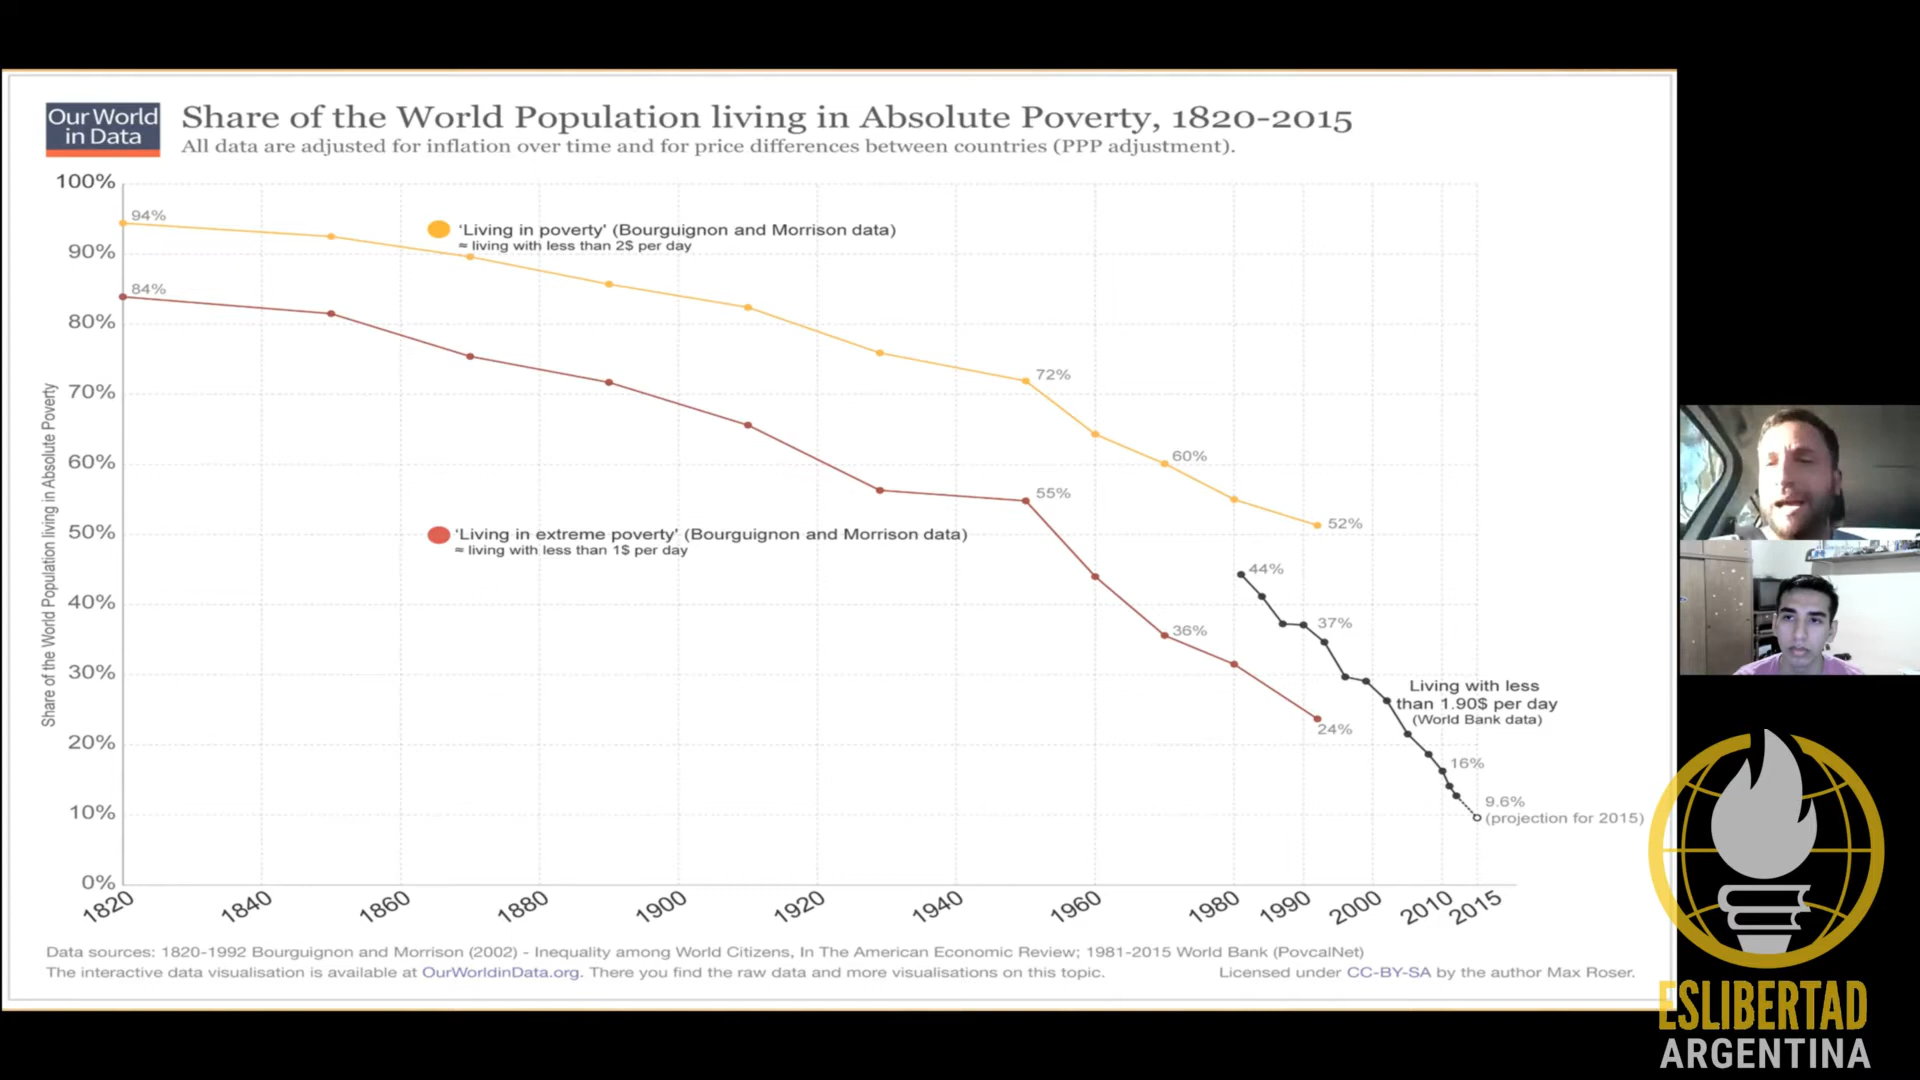 Our World
in Data
Share of the World Population living in Absolute Poverty, 1820-2015
All data are adjusted for inflation over time and for price differences between countries (PPP adjustment).
Share of the World Population living in Absolute Poverty
100%
90%
80%
70%
60%
50%
40%
30%
20%
10%
0%
94%
84%
'Living in poverty' (Bourguignon and Morrison data)
≈ living with less than 2$ per day
72%
60%
55%
52%
'Living in extreme poverty' (Bourguignon and Morrison data)
≈ living with less than 1$ per day
44%
37%
36%
24%
Living with less
than 1.90$ per day
(World Bank data)
16%
9.6%
(projection for 2015)
1820
1840
1860
1880
1900
1920
1940
1960
1980
1990
2000
2010
2015
Data sources: 1820-1992 Bourguignon and Morrison (2002) - Inequality among World Citizens, In The American Economic Review; 1981-2015 World Bank (PovcalNet)
The interactive data visualisation is available at OurWorldinData.org. There you find the raw data and more visualisations on this topic.
Licensed under CC-BY-SA by the author Max Roser.
ESLIBERTAD
ARGENTINA